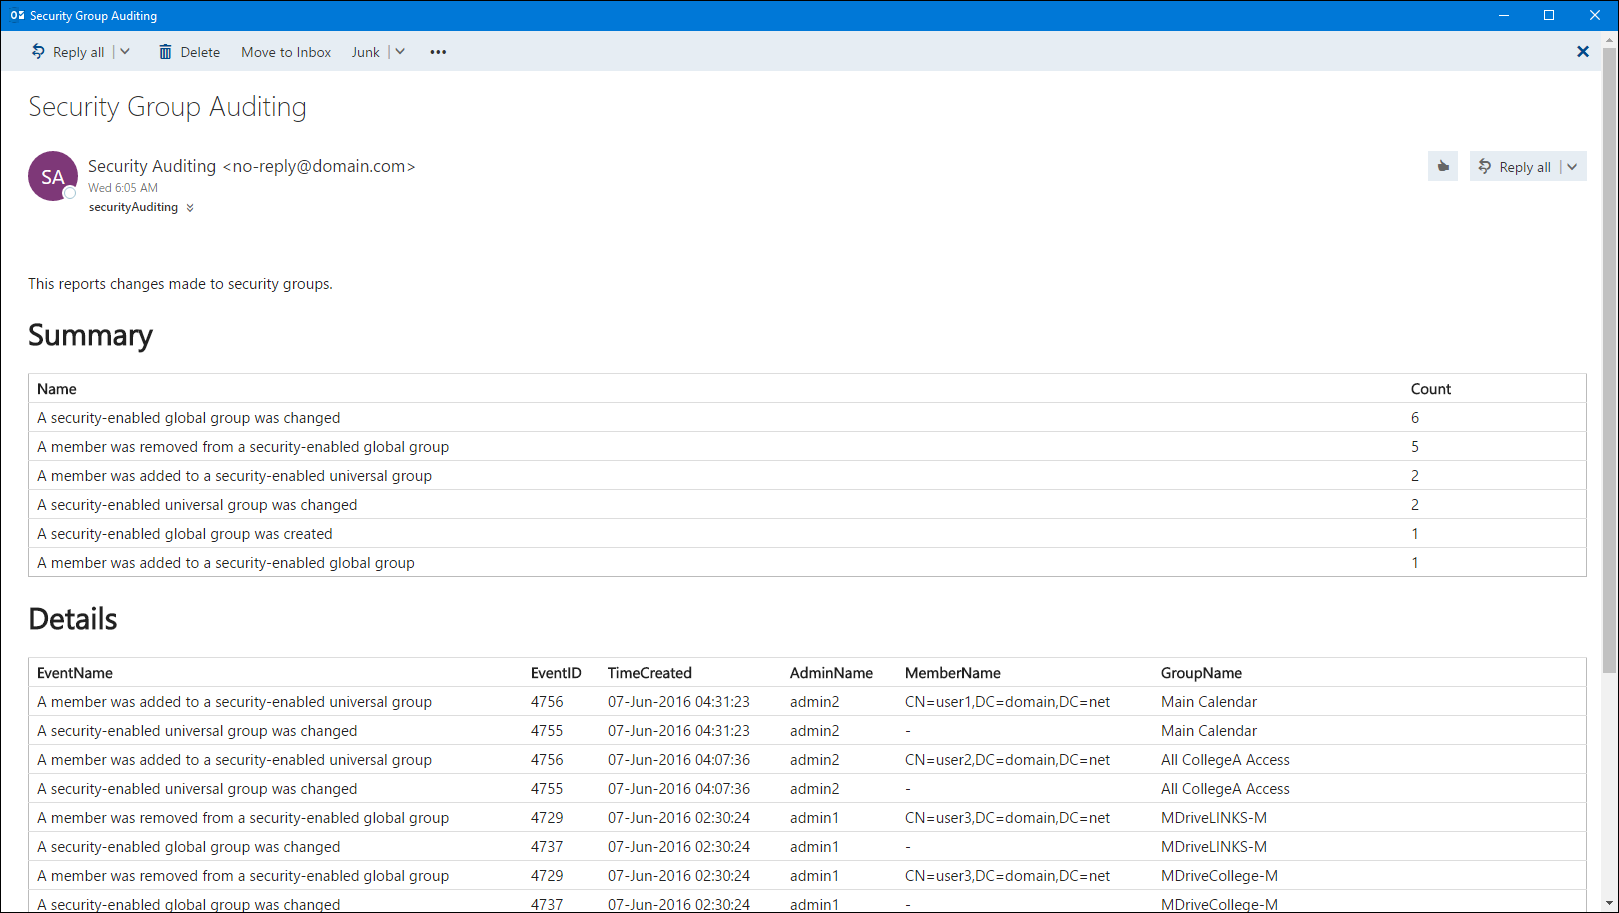 Security Group Auditing
Reply all Delete Move to Inbox Junk
Security Group Auditing
SA
Security Auditing <no-reply@domain.com>
Wed 6:05 AM
securityAuditing
Reply all
This reports changes made to security groups.
Summary
Name Count
A security-enabled global group was changed 6
A member was removed from a security-enabled global group 5
A member was added to a security-enabled universal group 2
A security-enabled universal group was changed 2
A security-enabled global group was created 1
A member was added to a security-enabled global group 1
Details
EventName EventID TimeCreated AdminName MemberName GroupName
A member was added to a security-enabled universal group 4756 07-Jun-2016 04:31:23 admin2 CN=user1,DC=domain,DC=net Main Calendar
A security-enabled universal group was changed 4755 07-Jun-2016 04:31:23 admin2 - Main Calendar
A member was added to a security-enabled universal group 4756 07-Jun-2016 04:07:36 admin2 CN=user2,DC=domain,DC=net All CollegeA Access
A security-enabled universal group was changed 4755 07-Jun-2016 04:07:36 admin2 - All CollegeA Access
A member was removed from a security-enabled global group 4729 07-Jun-2016 02:30:24 admin1 CN=user3,DC=domain,DC=net MDriveLINKS-M
A security-enabled global group was changed 4737 07-Jun-2016 02:30:24 admin1 - MDriveLINKS-M
A member was removed from a security-enabled global group 4729 07-Jun-2016 02:30:24 admin1 CN=user3,DC=domain,DC=net MDriveCollege-M
A security-enabled global group was changed 4737 07-Jun-2016 02:30:24 admin1 - MDriveCollege-M